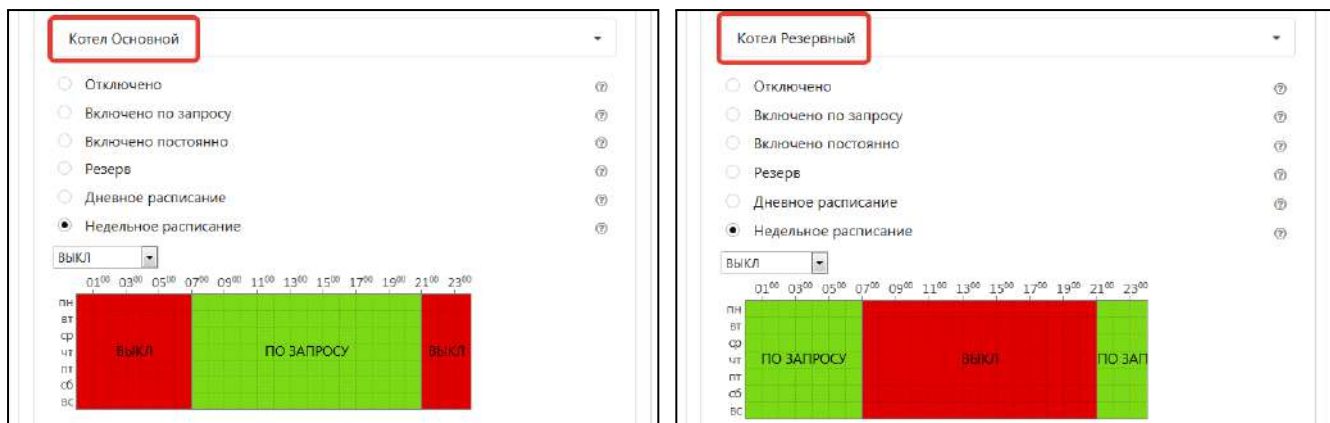 Котел Основной
Отключено
Включено по запросу
Включено постоянно
Резерв
Дневное расписание
Недельное расписание
ВЫКЛ
01⁰⁰ 03⁰⁰ 05⁰⁰ 07⁰⁰ 09⁰⁰ 11⁰⁰ 13⁰⁰ 15⁰⁰ 17⁰⁰ 19⁰⁰ 21⁰⁰ 23⁰⁰
пн
вт
ср
чт ВЫКЛ ПО ЗАПРОСУ ВЫКЛ
пт
сб
вс
Котел Резервный
Отключено
Включено по запросу
Включено постоянно
Резерв
Дневное расписание
Недельное расписание
ВЫКЛ
01⁰⁰ 03⁰⁰ 05⁰⁰ 07⁰⁰ 09⁰⁰ 11⁰⁰ 13⁰⁰ 15⁰⁰ 17⁰⁰ 19⁰⁰ 21⁰⁰ 23⁰⁰
пн
вт
ср
чт ПО ЗАПРОСУ ВЫКЛ ПО ЗАП
пт
сб
вс